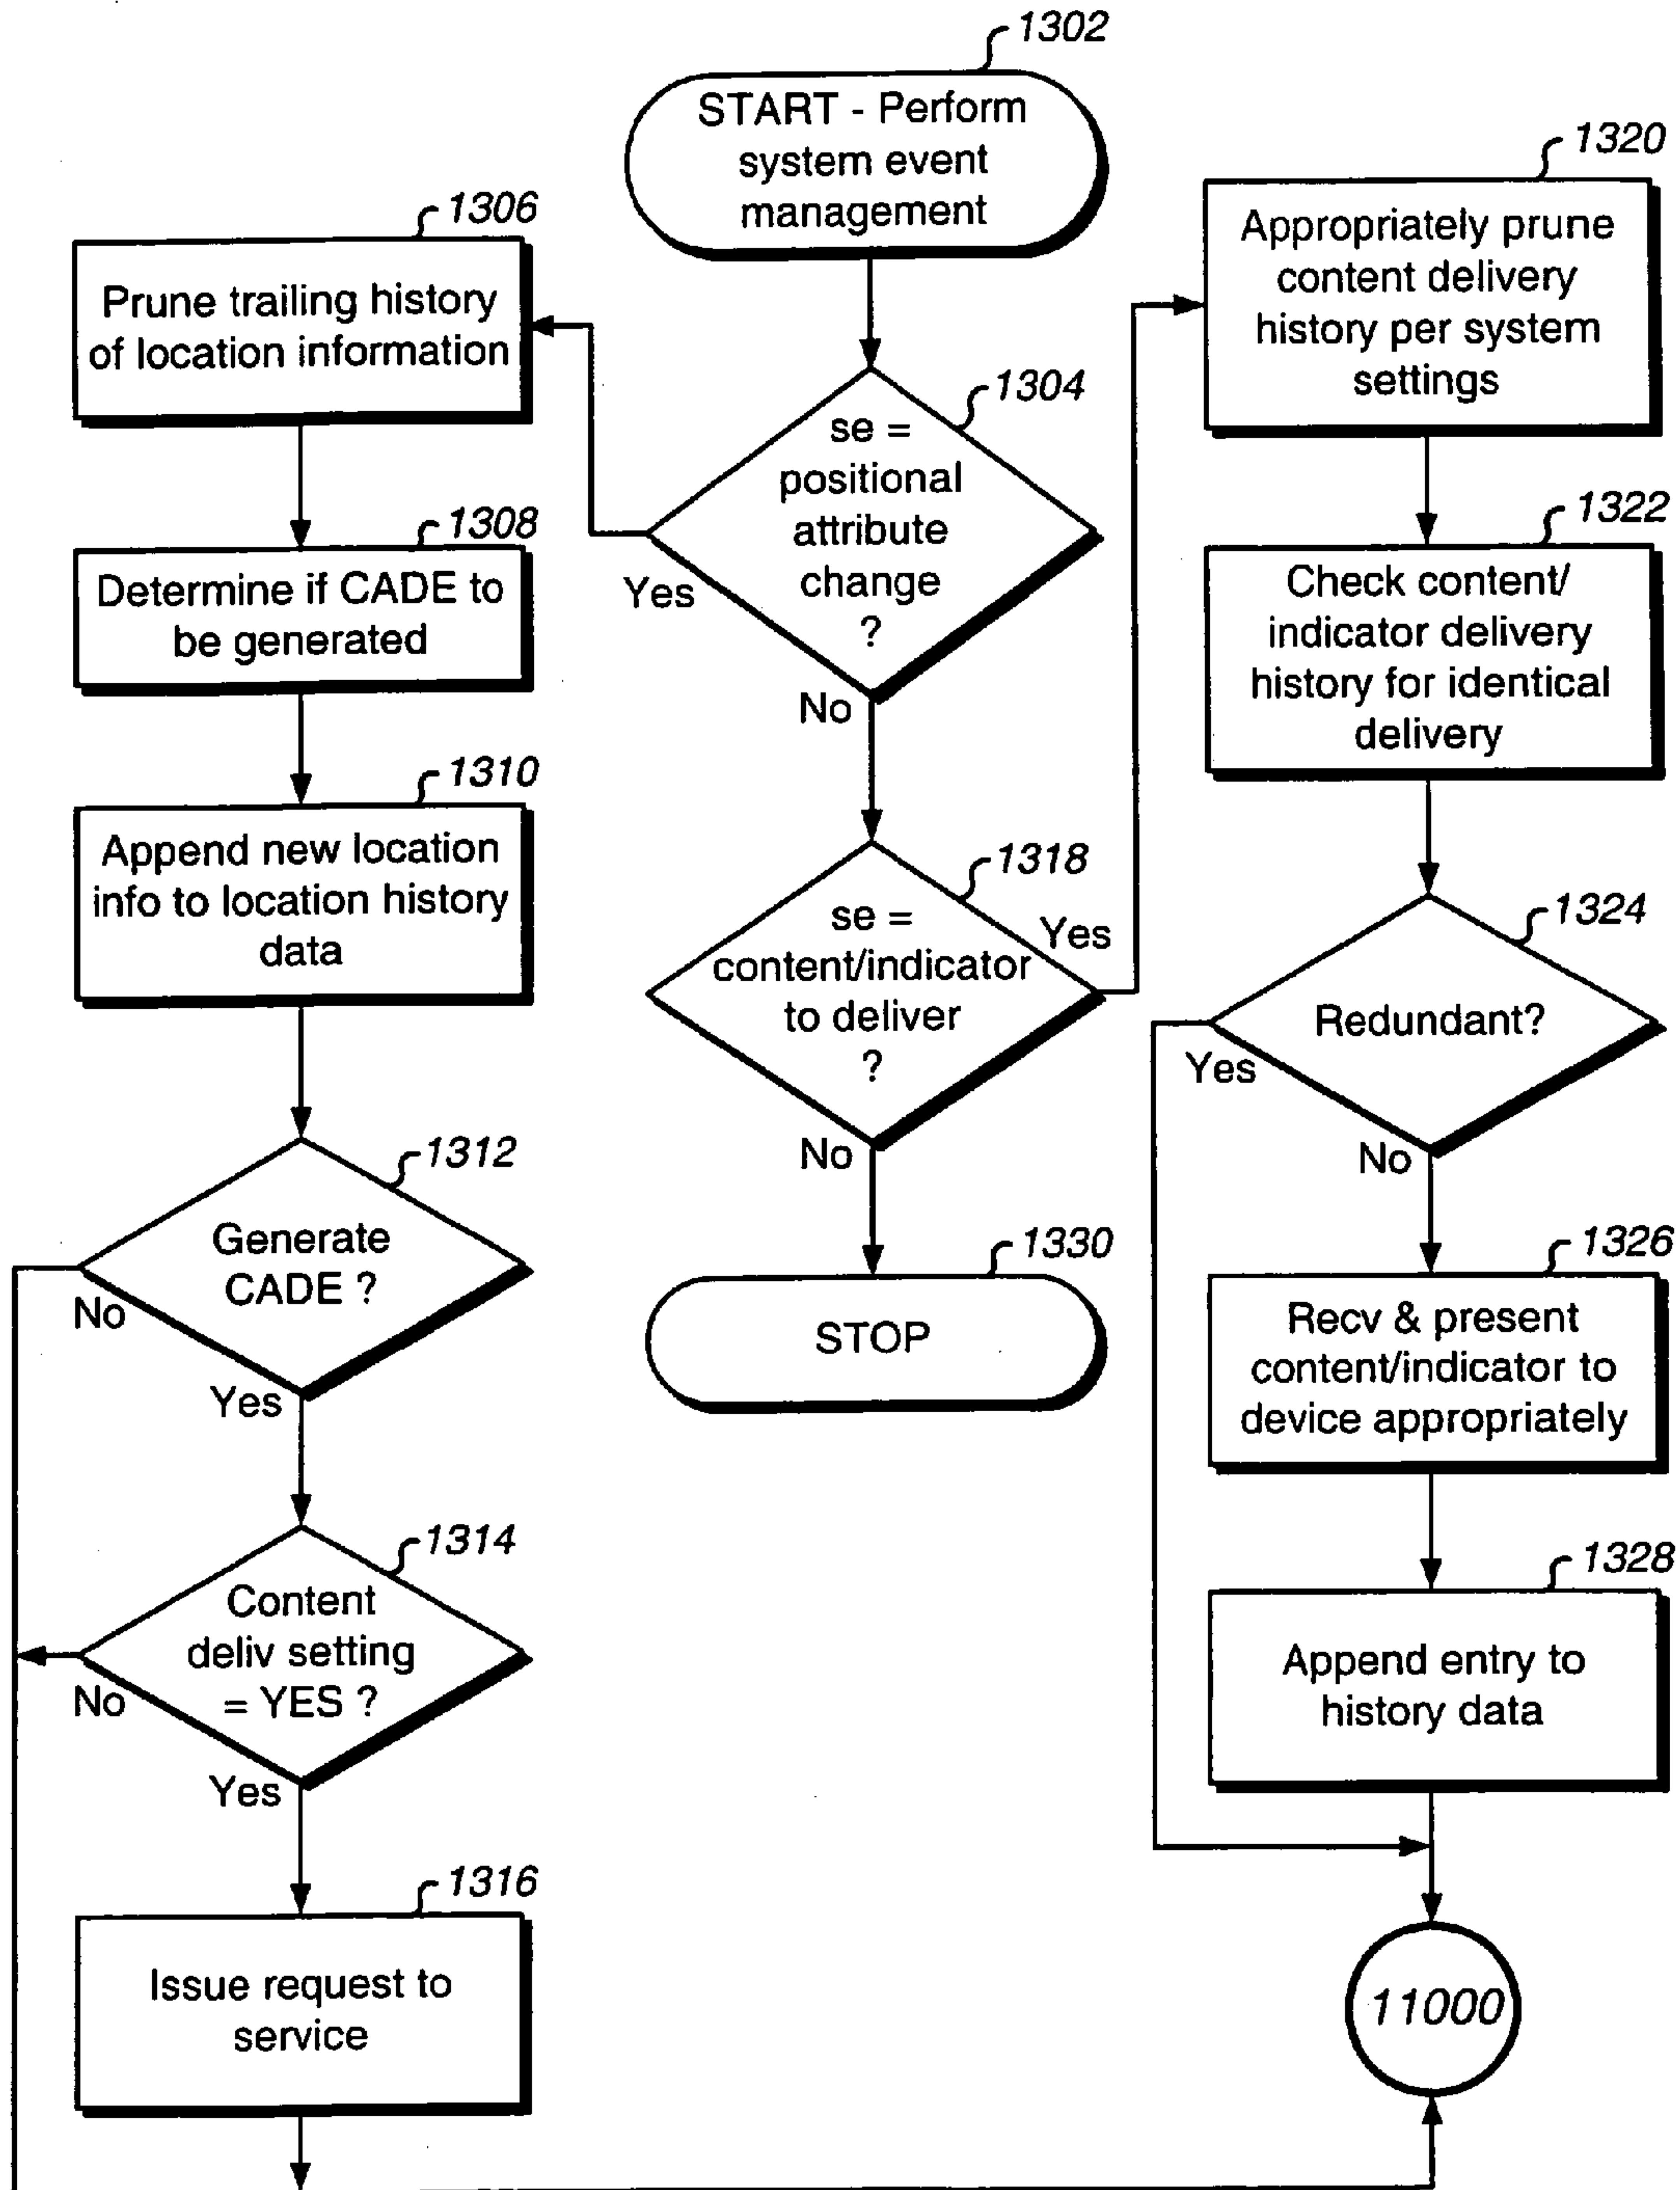 1302
START - Perform
system event
management
1304
se =
positional
attribute
change
?
Yes
No
1306
Prune trailing history
of location information
1308
Determine if CADE to
be generated
1310
Append new location
info to location history
data
1312
Generate
CADE ?
No
Yes
1314
Content
deliv setting
= YES ?
No
Yes
1316
Issue request to
service
1318
se =
content/indicator
to deliver
?
Yes
No
1330
STOP
1320
Appropriately prune
content delivery
history per system
settings
1322
Check content/
indicator delivery
history for identical
delivery
1324
Redundant?
Yes
No
1326
Recv & present
content/indicator to
device appropriately
1328
Append entry to
history data
11000